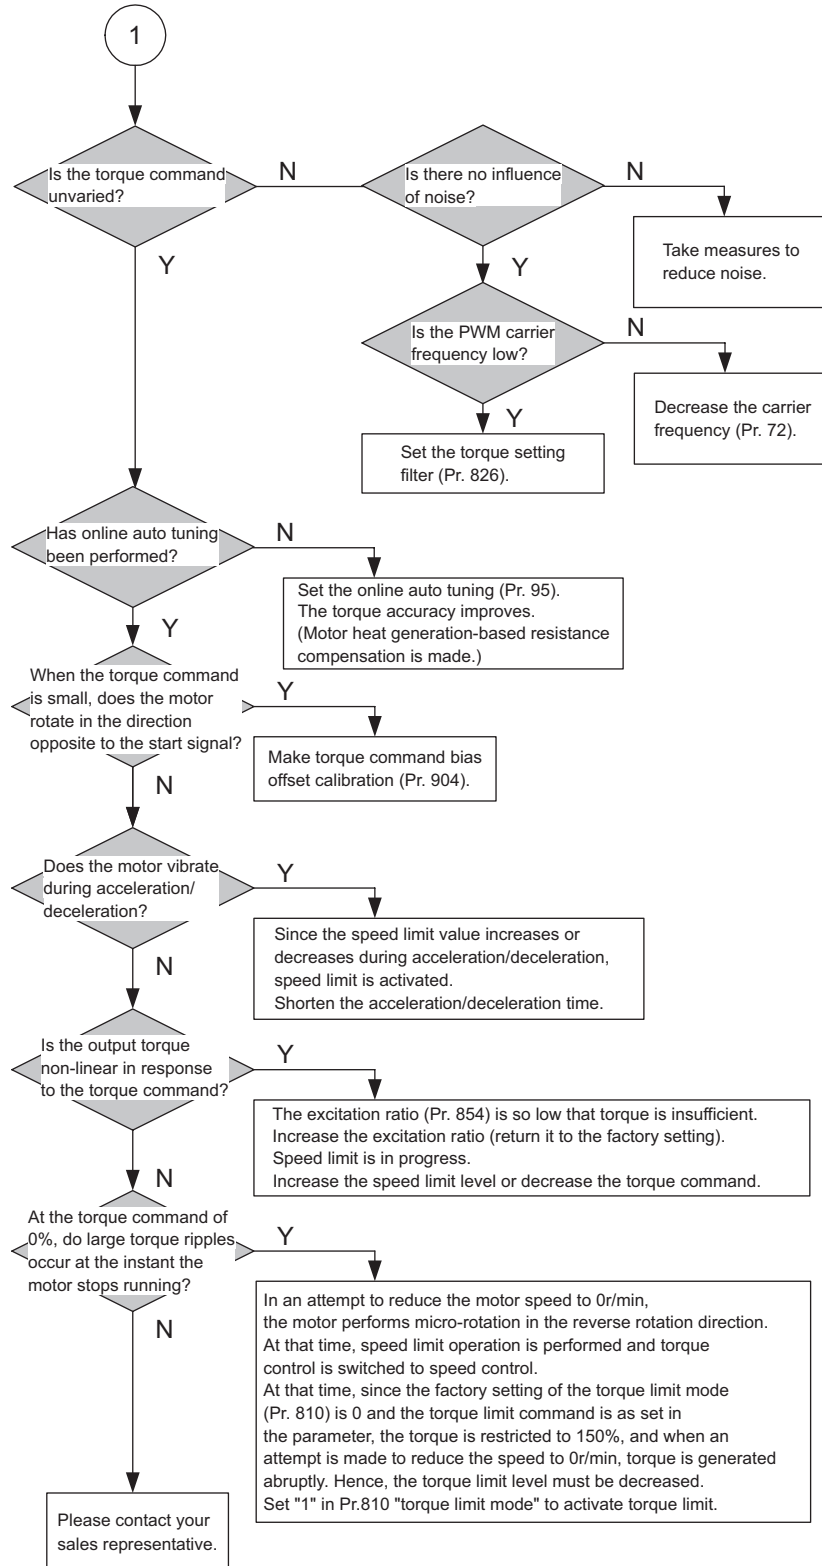 1
Is the torque command
unvaried?
N
Is there no influence
of noise?
N
Take measures to
reduce noise.
Y
Y
Is the PWM carrier
frequency low?
N
Decrease the carrier
frequency (Pr. 72).
Y
Set the torque setting
filter (Pr. 826).
Has online auto tuning
been performed?
N
Set the online auto tuning (Pr. 95).
The torque accuracy improves.
(Motor heat generation-based resistance
compensation is made.)
Y
When the torque command
is small, does the motor
rotate in the direction
opposite to the start signal?
Y
Make torque command bias
offset calibration (Pr. 904).
N
Does the motor vibrate
during acceleration/
deceleration?
Y
Since the speed limit value increases or
decreases during acceleration/deceleration,
speed limit is activated.
Shorten the acceleration/deceleration time.
N
Is the output torque
non-linear in response
to the torque command?
Y
The excitation ratio (Pr. 854) is so low that torque is insufficient.
Increase the excitation ratio (return it to the factory setting).
Speed limit is in progress.
Increase the speed limit level or decrease the torque command.
N
At the torque command of
0%, do large torque ripples
occur at the instant the
motor stops running?
Y
In an attempt to reduce the motor speed to 0r/min,
the motor performs micro-rotation in the reverse rotation direction.
At that time, speed limit operation is performed and torque
control is switched to speed control.
At that time, since the factory setting of the torque limit mode
(Pr. 810) is 0 and the torque limit command is as set in
the parameter, the torque is restricted to 150%, and when an
attempt is made to reduce the speed to 0r/min, torque is generated
abruptly. Hence, the torque limit level must be decreased.
Set "1" in Pr.810 "torque limit mode" to activate torque limit.
N
Please contact your
sales representative.